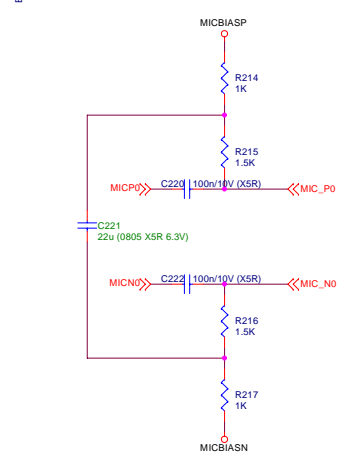 MICBIASP
R214
1K
R215
1.5K
MICP0
C220
100n/10V (X5R)
MIC_P0
C221
22u (0805 X5R 6.3V)
MICN0
C222
100n/10V (X5R)
MIC_N0
R216
1.5K
R217
1K
MICBIASN